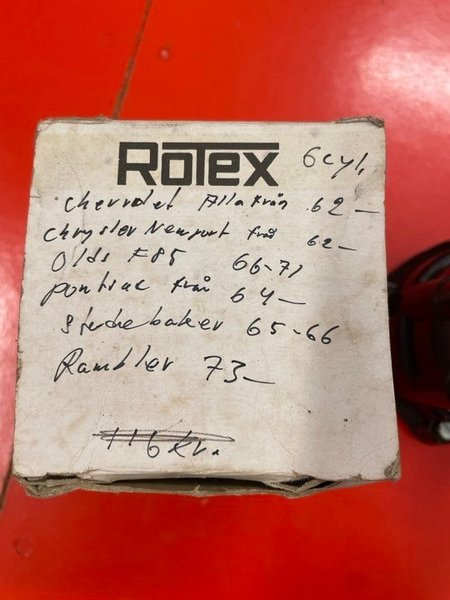 ROTEX 6cyl,
Chevrolet Alla från 62-
Chrysler Newport från 62-
Olds F85 66-71
pontiac från 64-
Studebaker 65-66
Rambler 73-
116 kr.